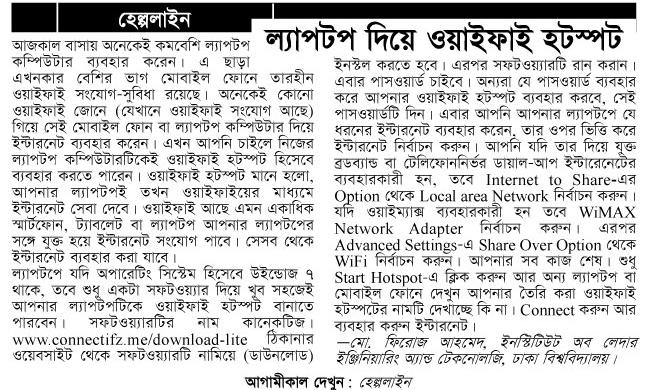 হেল্পলাইন
ল্যাপটপ দিয়ে ওয়াইফাই হটস্পট
আজকাল বাসায় অনেকেই কমবেশি ল্যাপটপ
কম্পিউটার ব্যবহার করেন। এ ছাড়া
এখনকার বেশির ভাগ মোবাইল ফোনে তারহীন
ওয়াইফাই সংযোগ-সুবিধা রয়েছে। অনেকেই কোনো
ওয়াইফাই জোনে (যেখানে ওয়াইফাই সংযোগ আছে)
গিয়ে সেই মোবাইল ফোন বা ল্যাপটপ কম্পিউটার দিয়ে
ইন্টারনেট ব্যবহার করেন। এখন আপনি চাইলে নিজের
ল্যাপটপ কম্পিউটারটিকেই ওয়াইফাই হটস্পট হিসেবে
ব্যবহার করতে পারেন। ওয়াইফাই হটস্পট মানে হলো,
আপনার ল্যাপটপই তখন ওয়াইফাইয়ের মাধ্যমে
ইন্টারনেট সেবা দেবে। ওয়াইফাই আছে এমন একাধিক
স্মার্টফোন, ট্যাবলেট বা ল্যাপটপ আপনার ল্যাপটপের
সঙ্গে যুক্ত হয়ে ইন্টারনেট সংযোগ পাবে। সেসব থেকে
ইন্টারনেট ব্যবহার করা যাবে।
ল্যাপটপে যদি অপারেটিং সিস্টেম হিসেবে উইন্ডোজ ৭
থাকে, তবে শুধু একটা সফটওয়্যার দিয়ে খুব সহজেই
আপনার ল্যাপটপটিকে ওয়াইফাই হটস্পট বানাতে
পারবেন। সফটওয়্যারটির নাম কানেকটিজ।
www.connectifz.me/download-lite ঠিকানার
ওয়েবসাইট থেকে সফটওয়্যারটি নামিয়ে (ডাউনলোড)
ইনস্টল করতে হবে। এরপর সফটওয়্যারটি রান করান।
এবার পাসওয়ার্ড চাইবে। অন্যরা যে পাসওয়ার্ড ব্যবহার
করে আপনার ওয়াইফাই হটস্পট ব্যবহার করবে, সেই
পাসওয়ার্ডটি দিন। এবার আপনি আপনার ল্যাপটপে যে
ধরনের ইন্টারনেট ব্যবহার করেন, তার ওপর ভিত্তি করে
ইন্টারনেট নির্বাচন করুন। আপনি যদি তার দিয়ে যুক্ত
ব্রডব্যান্ড বা টেলিফোননির্ভর ডায়াল-আপ ইন্টারেনেটের
ব্যবহারকারী হন, তবে Internet to Share-এর
Option থেকে Local area Network নির্বাচন করুন।
যদি ওয়াইম্যাক্স ব্যবহারকারী হন তবে WiMAX
Network Adapter নির্বাচন করুন। এরপর
Advanced Settings-এ Share Over Option থেকে
WiFi নির্বাচন করুন। আপনার সব কাজ শেষ। শুধু
Start Hotspot-এ ক্লিক করুন আর অন্য ল্যাপটপ বা
মোবাইল ফোনে দেখুন আপনার তৈরি করা ওয়াইফাই
হটস্পটের নামটি দেখাচ্ছে কি না। Connect করুন আর
ব্যবহার করুন ইন্টারনেট।
—মো. ফিরোজ আহমেদ, ইনস্টিটিউট অব লেদার
ইঞ্জিনিয়ারিং অ্যান্ড টেকনোলজি, ঢাকা বিশ্ববিদ্যালয়।
আগামীকাল দেখুন : হেল্পলাইন